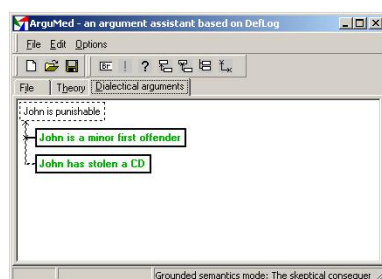 ArguMed - an argument assistant based on DefLog
File Edit Options
Br ! ?
File Theory Dialectical arguments
John is punishable
John is a minor first offender
John has stolen a CD
Grounded semantics mode: The skeptical consequer